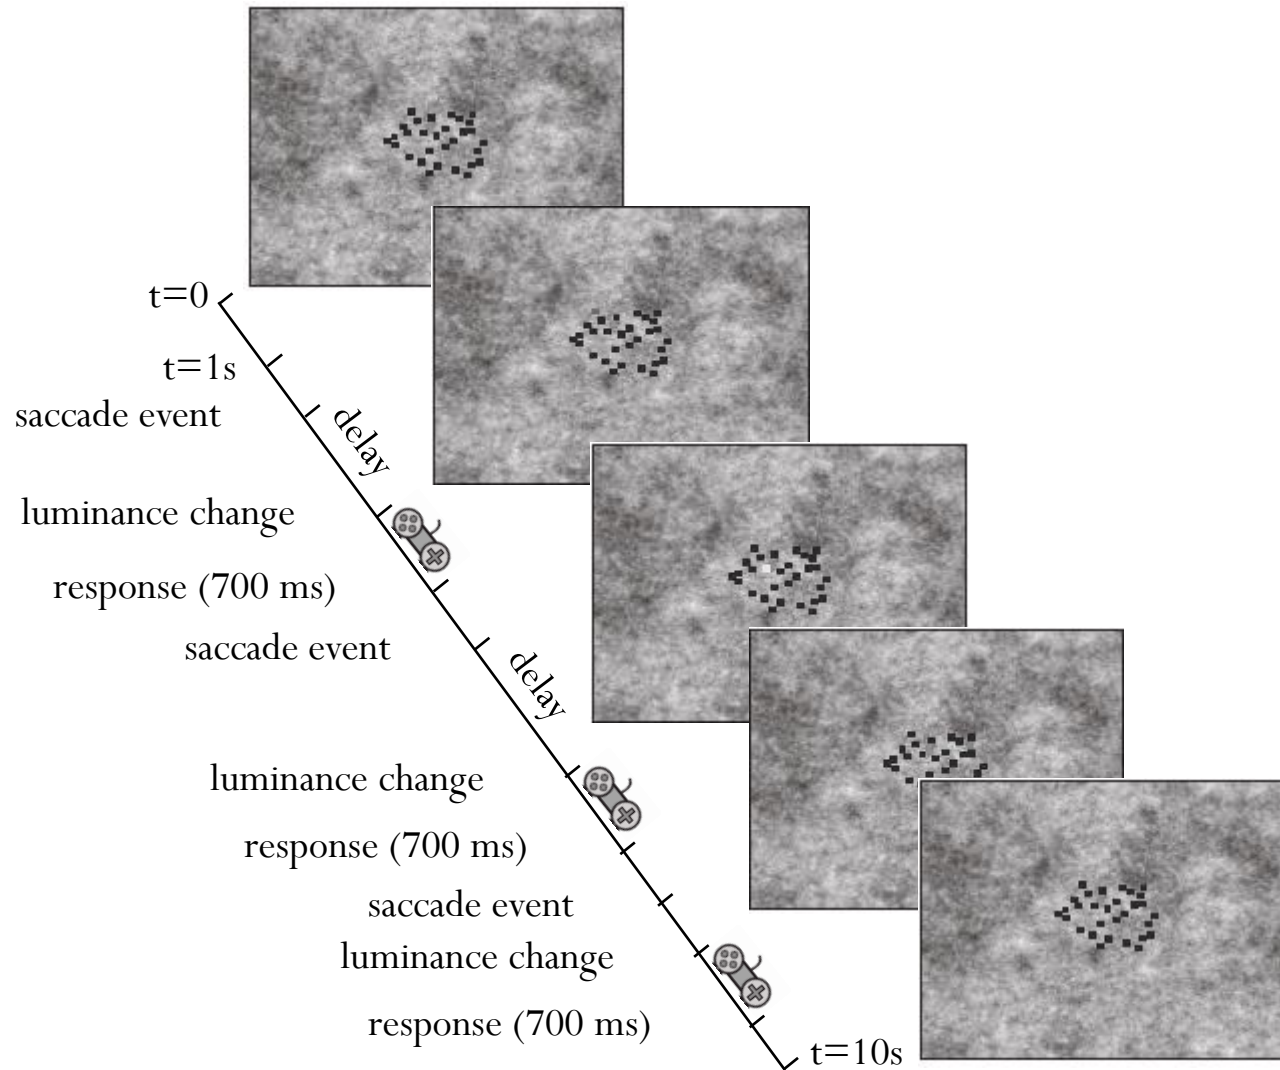 t=0
t=1s
saccade event
delay
luminance change
response (700 ms)
saccade event
delay
luminance change
response (700 ms)
saccade event
luminance change
response (700 ms)
t=10s